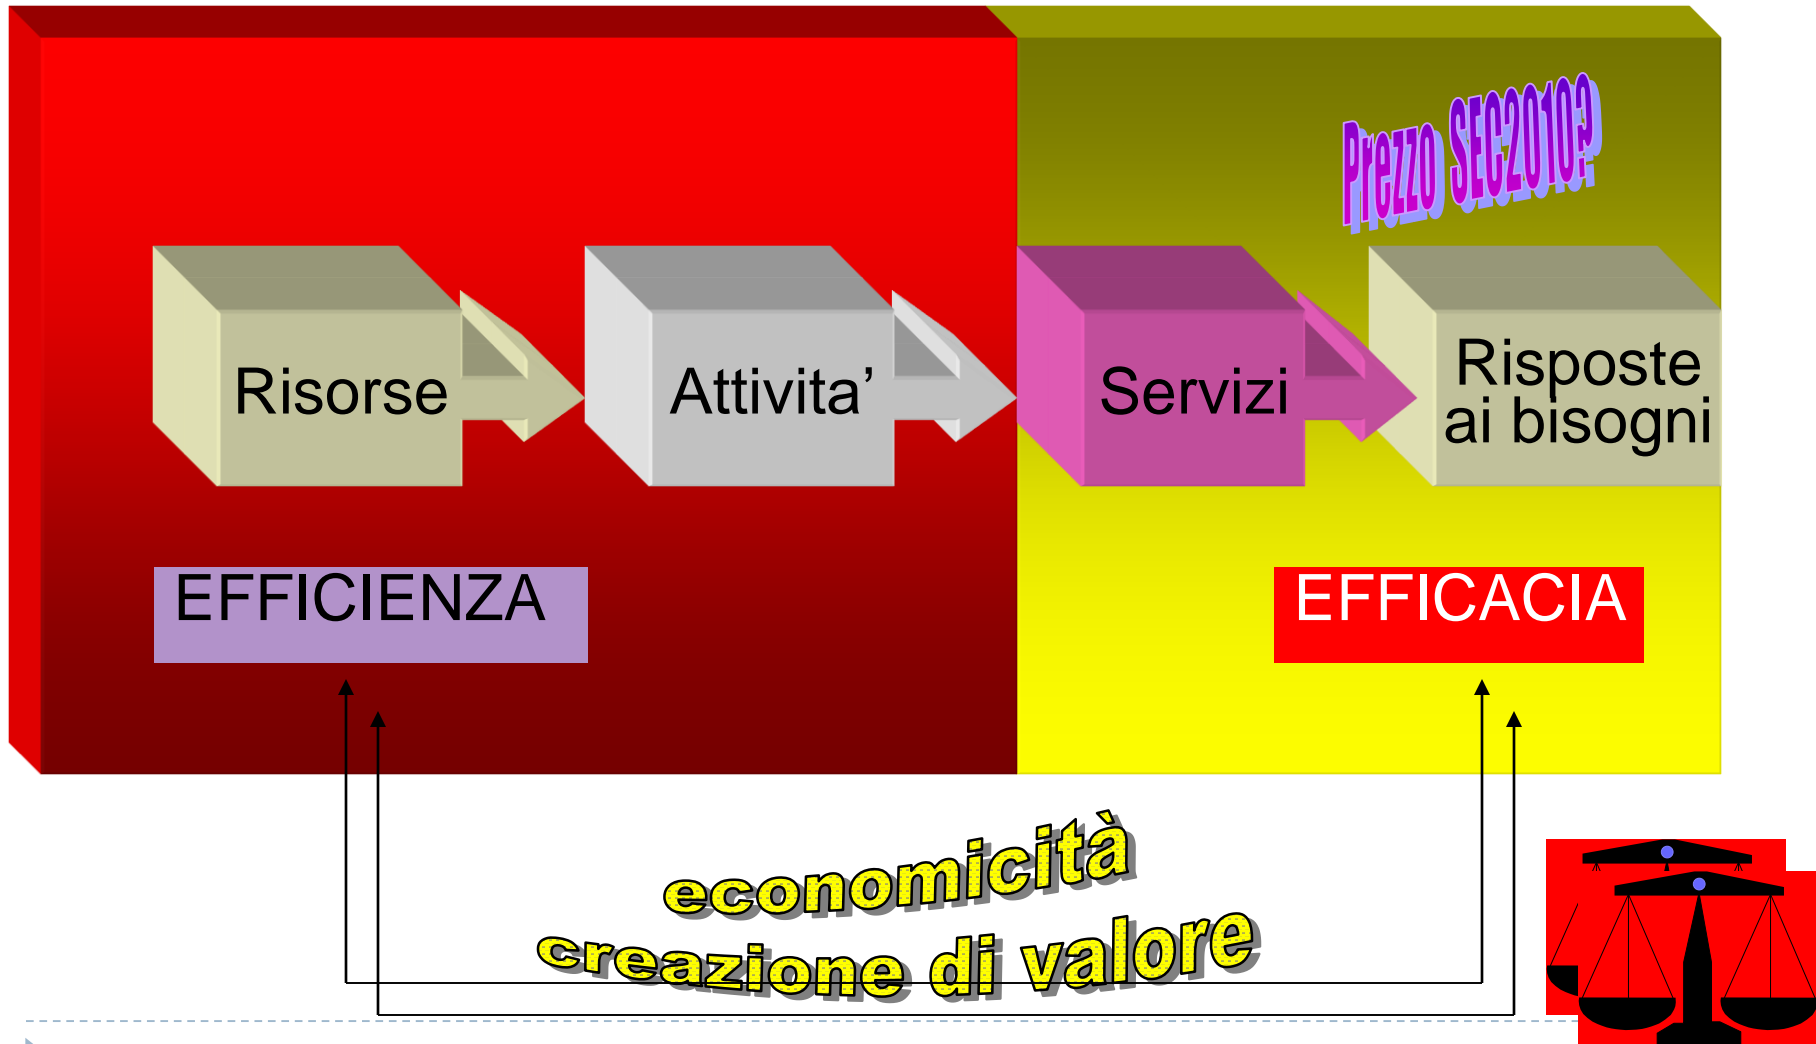 Prezzo SEC2010?
Risorse
Attivita’
Servizi
Risposte
ai bisogni
EFFICIENZA
EFFICACIA
economicità
creazione di valore